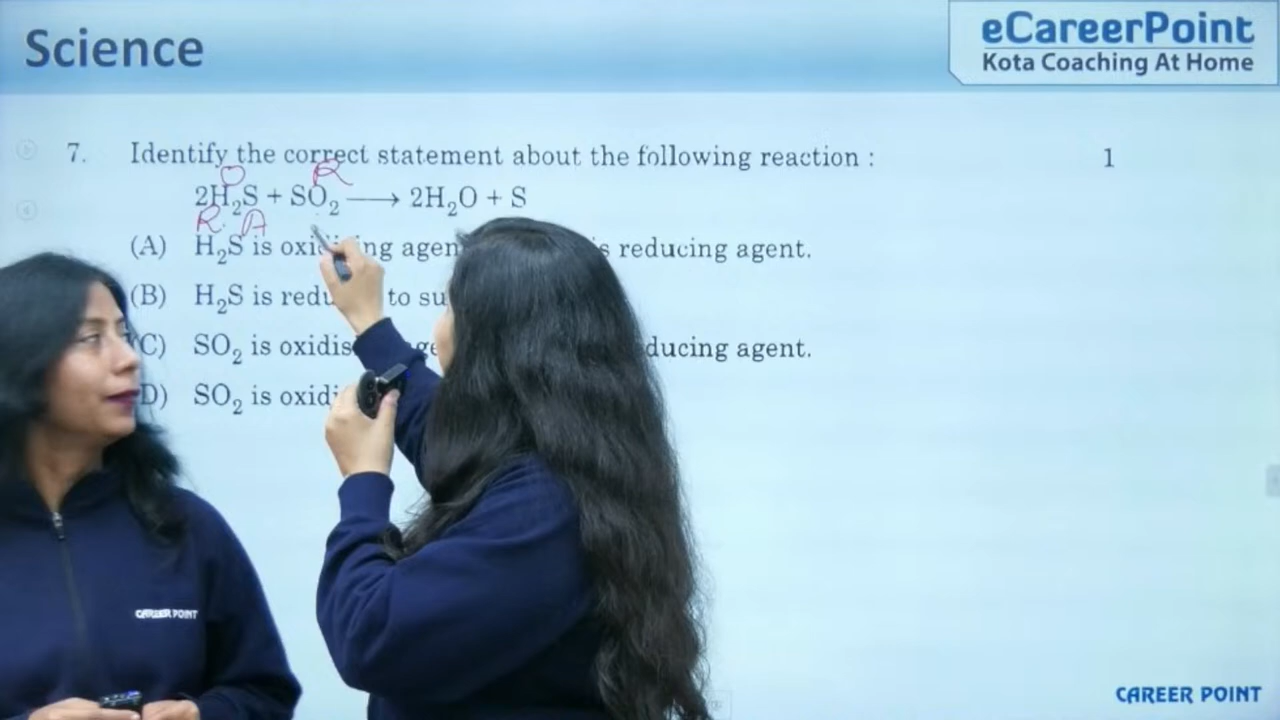 Science
eCareerPoint
Kota Coaching At Home
7. Identify the correct statement about the following reaction : 1
O R
2H₂S + SO₂ ⟶ 2H₂O + S
R. A
(A) H₂S is oxidising agen s reducing agent.
(B) H₂S is redu to su
C) SO₂ is oxidis ge ducing agent.
D) SO₂ is oxidi
CAREER POINT
CAREER POINT